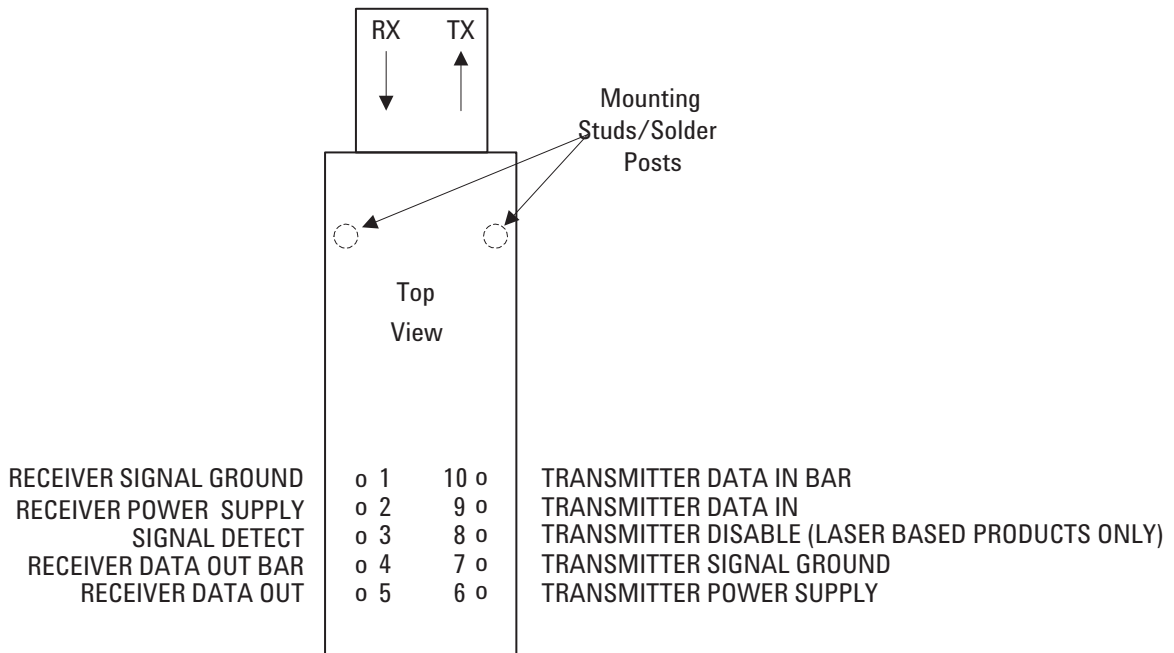 RX TX
Mounting
Studs/Solder
Posts
Top
View
RECEIVER SIGNAL GROUND o 1 10 o TRANSMITTER DATA IN BAR
RECEIVER POWER SUPPLY o 2 9 o TRANSMITTER DATA IN
SIGNAL DETECT o 3 8 o TRANSMITTER DISABLE (LASER BASED PRODUCTS ONLY)
RECEIVER DATA OUT BAR o 4 7 o TRANSMITTER SIGNAL GROUND
RECEIVER DATA OUT o 5 6 o TRANSMITTER POWER SUPPLY